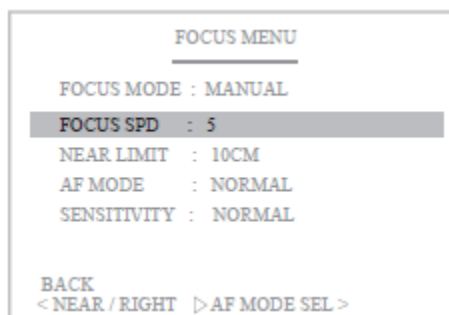 FOCUS MENU
FOCUS MODE : MANUAL
FOCUS SPD : 5
NEAR LIMIT : 10CM
AF MODE : NORMAL
SENSITIVITY : NORMAL
BACK
< NEAR / RIGHT ▷ AF MODE SEL >